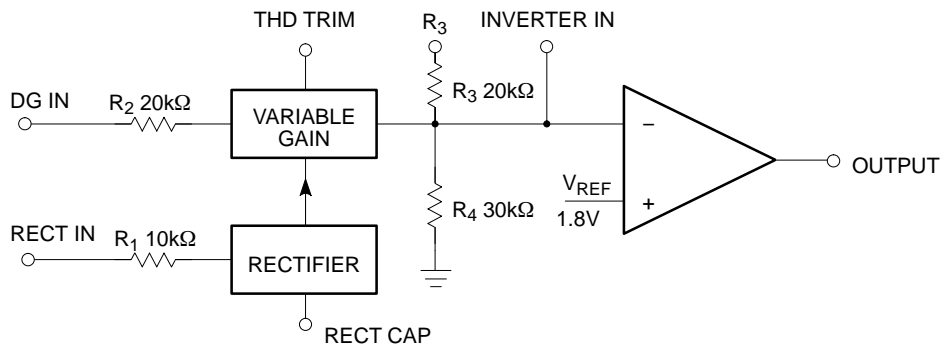 THD TRIM
R3
INVERTER IN
DG IN
R2 20kΩ
VARIABLE
GAIN
R3 20kΩ
−
OUTPUT
VREF
+
1.8V
R4 30kΩ
RECT IN
R1 10kΩ
RECTIFIER
RECT CAP